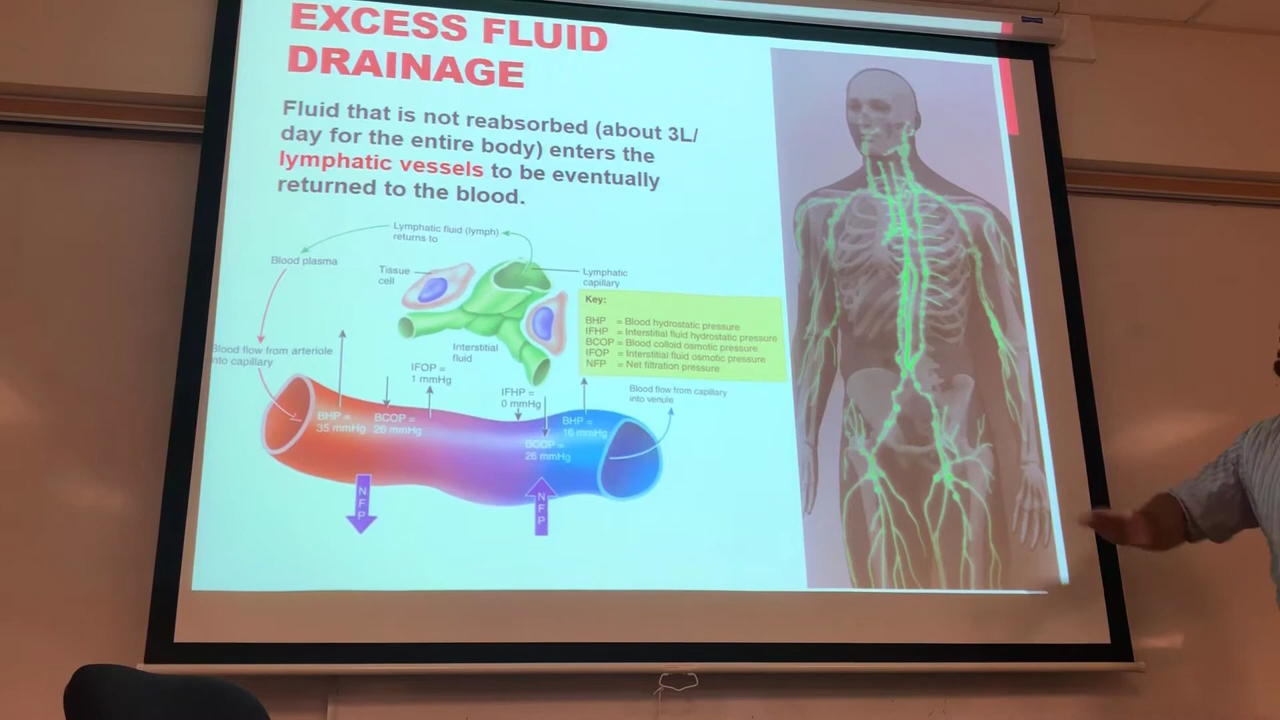 EXCESS FLUID
DRAINAGE
Fluid that is not reabsorbed (about 3L/
day for the entire body) enters the
lymphatic vessels to be eventually
returned to the blood.
Lymphatic fluid (lymph)
returns to
Blood plasma
Tissue
cell
Lymphatic
capillary
Key:
BHP = Blood hydrostatic pressure
IFHP = Interstitial fluid hydrostatic pressure
BCOP = Blood colloid osmotic pressure
IFOP = Interstitial fluid osmotic pressure
NFP = Net filtration pressure
Interstitial
fluid
Blood flow from arteriole
into capillary
IFOP =
1 mmHg
IFHP =
0 mmHg
Blood flow from capillary
into venule
BHP =
35 mmHg
BCOP =
26 mmHg
BHP =
16 mmHg
BCOP =
26 mmHg
NFP
NFP